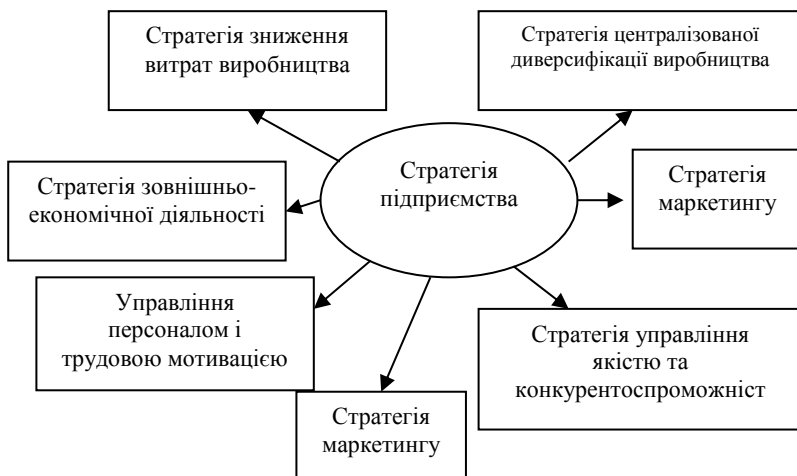 Стратегія зниження
витрат виробництва
Стратегія централізованої
диверсифікації виробництва
Стратегія
підприємства
Стратегія зовнішньо-
економічної діяльності
Стратегія
маркетингу
Управління
персоналом і
трудовою мотивацією
Стратегія управління
якістю та
конкурентоспроможніст
Стратегія
маркетингу